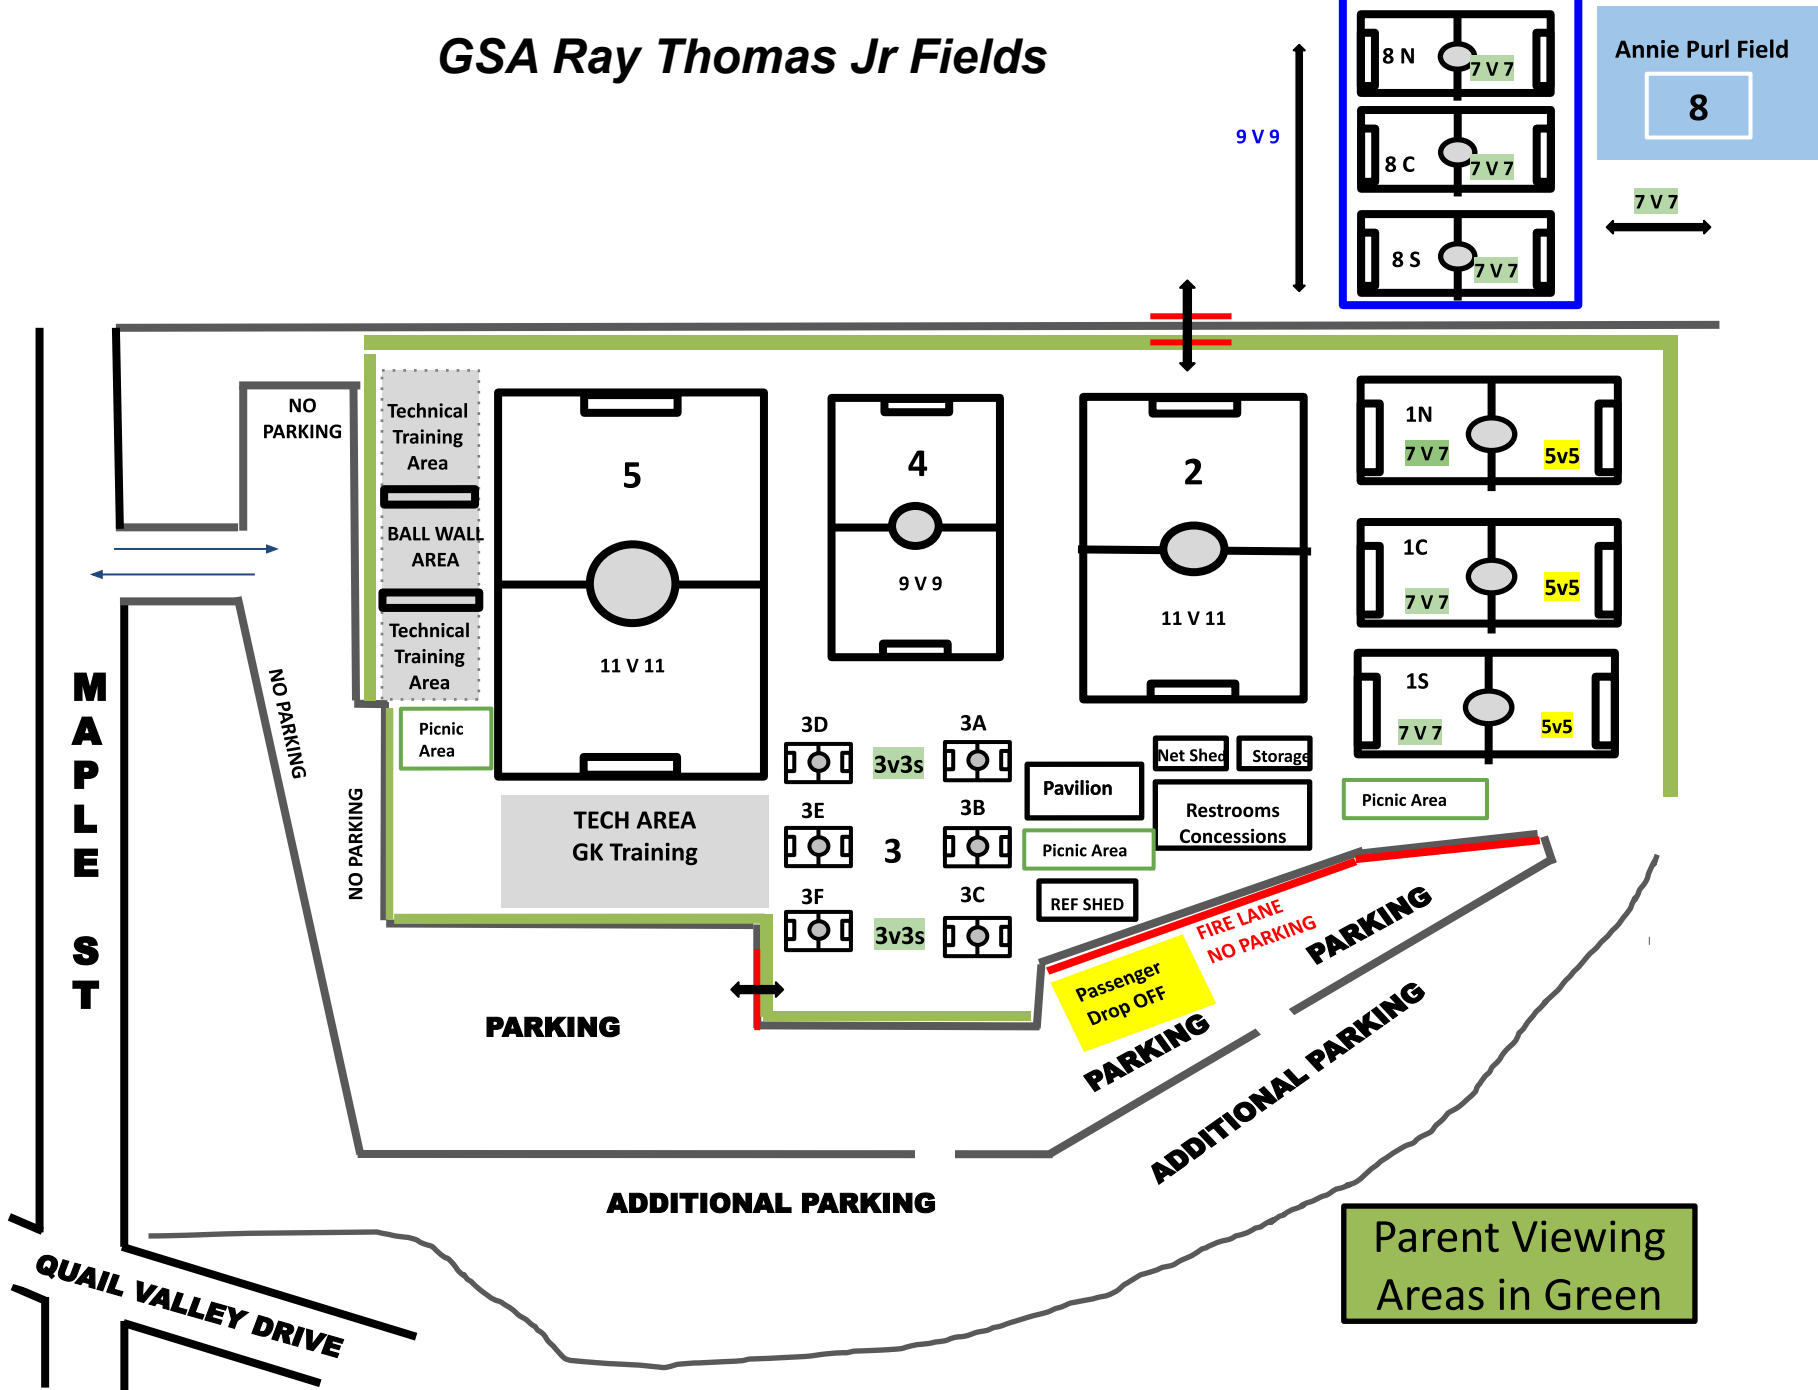 GSA Ray Thomas Jr Fields
8 N
7 V 7
8 C
7 V 7
8 S
7 V 7
9 V 9
Annie Purl Field
8
7 V 7
NO
PARKING
Technical
Training
Area
BALL WALL
AREA
Technical
Training
Area
Picnic
Area
5
11 V 11
4
9 V 9
2
11 V 11
1N
7 V 7
5v5
1C
7 V 7
5v5
1S
7 V 7
5v5
NO PARKING
NO PARKING
MAPLE ST
TECH AREA
GK Training
3D
3v3s
3A
3E
3
3B
3F
3v3s
3C
Pavilion
Net Shed
Storage
Restrooms
Concessions
Picnic Area
Picnic Area
REF SHED
FIRE LANE
NO PARKING
Passenger
Drop OFF
PARKING
PARKING
PARKING
ADDITIONAL PARKING
ADDITIONAL PARKING
QUAIL VALLEY DRIVE
Parent Viewing
Areas in Green